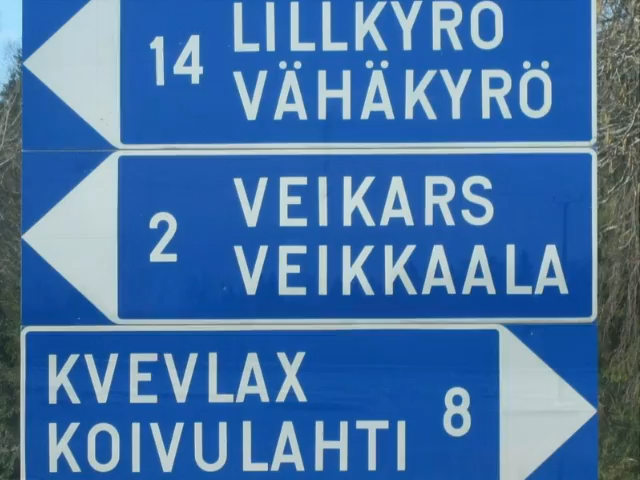 14 LILLKYRO
VÄHÄKYRÖ
2 VEIKARS
VEIKKAALA
KVEVLAX 8
KOIVULAHTI